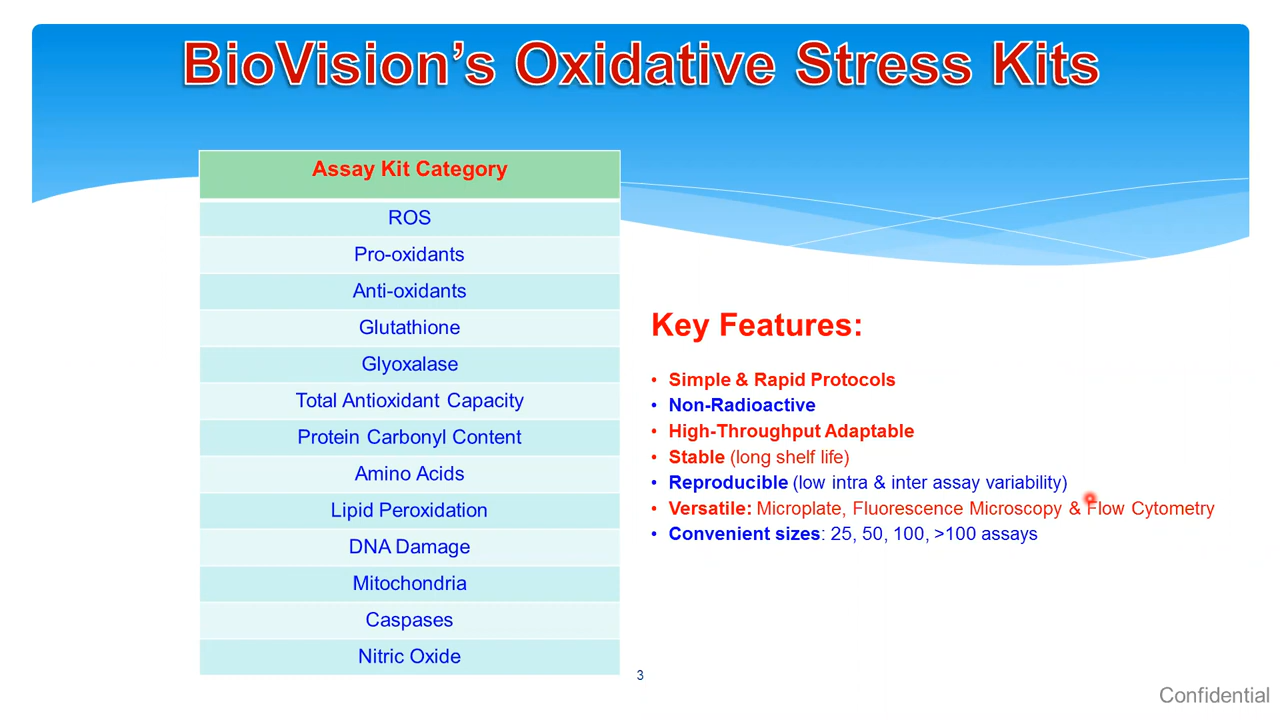 BioVision's Oxidative Stress Kits
Assay Kit Category
ROS
Pro-oxidants
Anti-oxidants
Glutathione
Glyoxalase
Total Antioxidant Capacity
Protein Carbonyl Content
Amino Acids
Lipid Peroxidation
DNA Damage
Mitochondria
Caspases
Nitric Oxide
Key Features:
• Simple & Rapid Protocols
• Non-Radioactive
• High-Throughput Adaptable
• Stable (long shelf life)
• Reproducible (low intra & inter assay variability)
• Versatile: Microplate, Fluorescence Microscopy & Flow Cytometry
• Convenient sizes: 25, 50, 100, >100 assays
3
Confidential